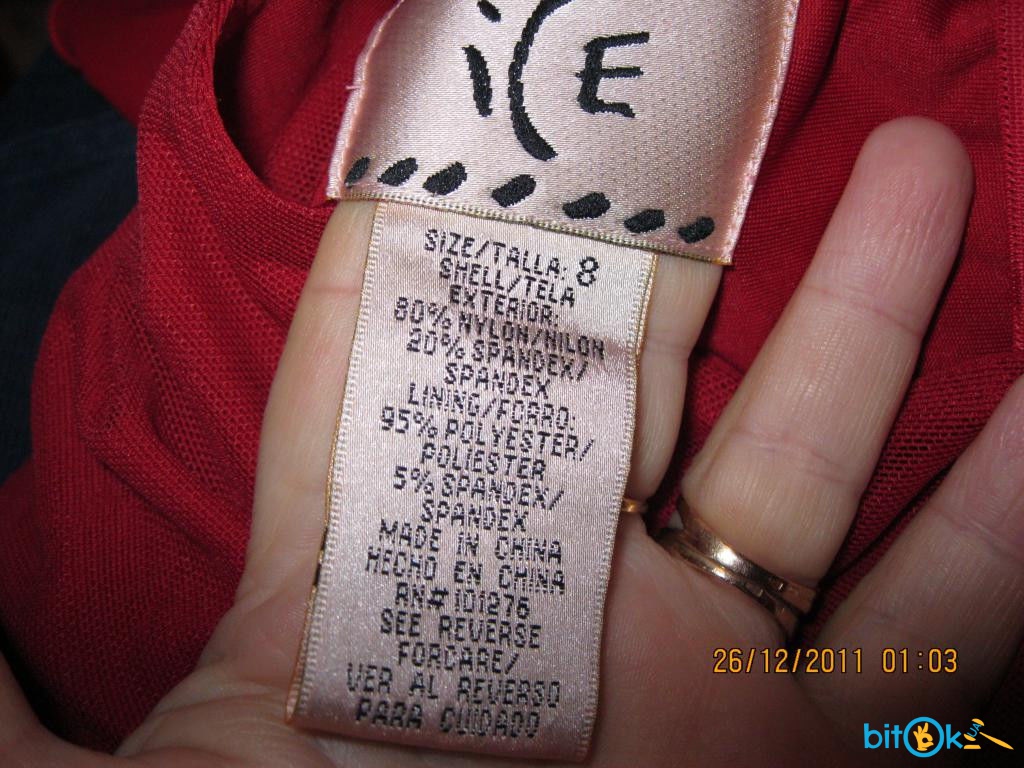 iCE
SIZE/TALLA: 8
SHELL/TELA
EXTERIOR:
80% NYLON/NILON
20% SPANDEX/
SPANDEX
LINING/FORRO:
95% POLYESTER/
POLIESTER
5% SPANDEX/
SPANDEX
MADE IN CHINA
HECHO EN CHINA
RN# 101276
SEE REVERSE
FORCARE/
VER AL REVERSO
PARA CUIDADO
26/12/2011 01:03
bitOk UA